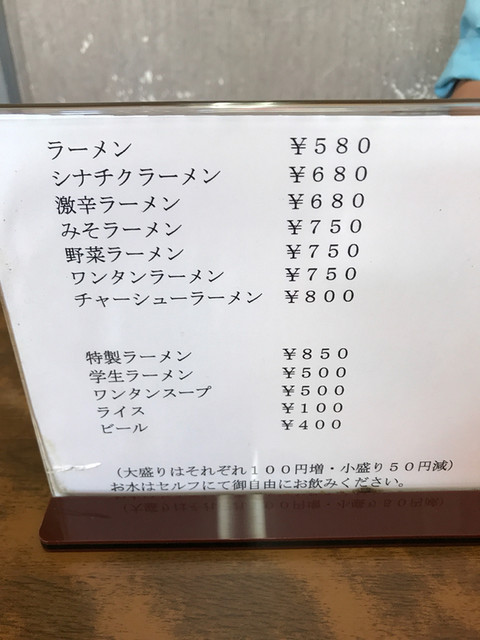 ラーメン ￥５８０
シナチクラーメン ￥６８０
激辛ラーメン ￥６８０
みそラーメン ￥７５０
野菜ラーメン ￥７５０
ワンタンラーメン ￥７５０
チャーシューラーメン ￥８００
特製ラーメン ￥８５０
学生ラーメン ￥５００
ワンタンスープ ￥５００
ライス ￥１００
ビール ￥４００
（大盛りはそれぞれ１００円増・小盛り５０円減）
お水はセルフにて御自由にお飲みください。